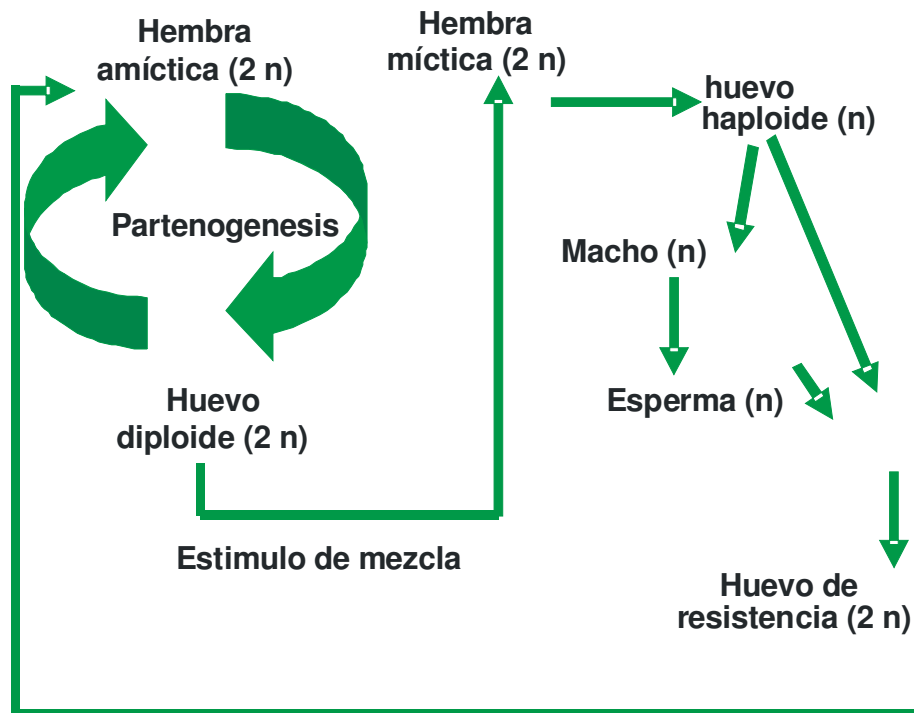 Hembra
amíctica (2 n)
Hembra
míctica (2 n)
huevo
haploide (n)
Partenogenesis
Macho (n)
Huevo
diploide (2 n)
Esperma (n)
Estimulo de mezcla
Huevo de
resistencia (2 n)